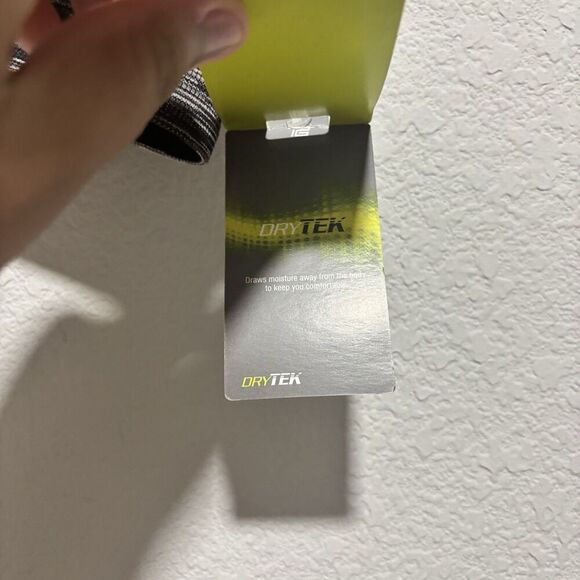 DRYTEK
Draws moisture away from the body
to keep you comfortable.
DRYTEK